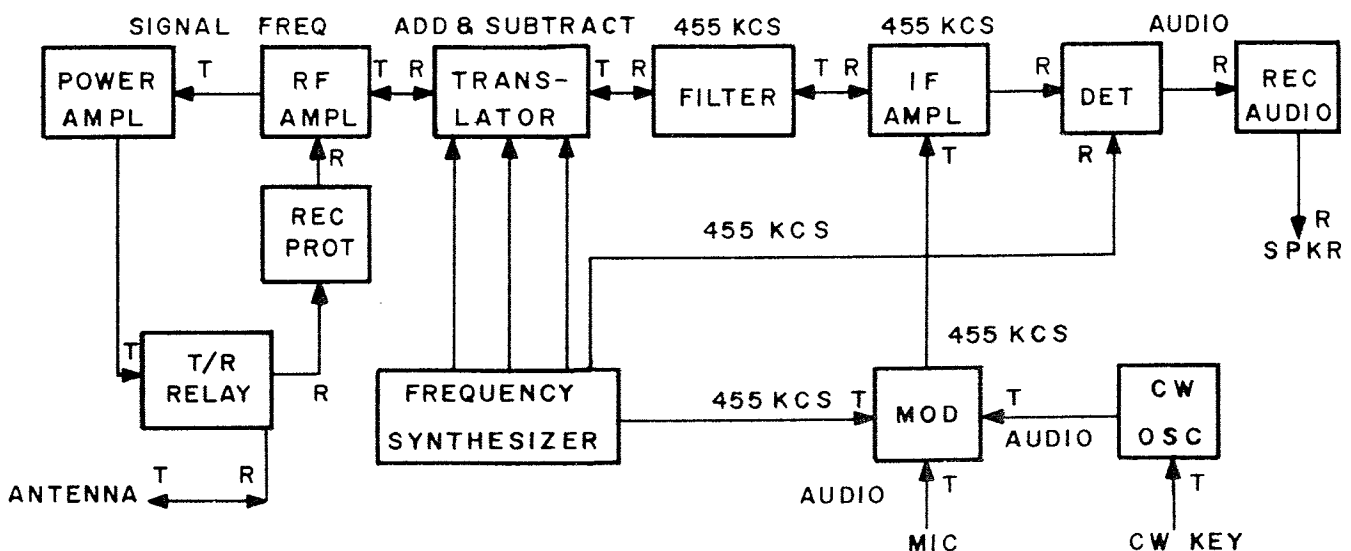 SIGNAL FREQ
ADD & SUBTRACT
455 KCS
455 KCS
AUDIO
POWER
AMPL
T
RF
AMPL
T R
TRANS-
LATOR
T R
FILTER
T R
IF
AMPL
R
DET
R
REC
AUDIO
R
T
R
R
SPKR
REC
PROT
455 KCS
455 KCS
T
T/R
RELAY
R
FREQUENCY
SYNTHESIZER
455 KCS T
MOD
T
AUDIO
CW
OSC
ANTENNA
T
R
AUDIO
T
MIC
T
CW KEY